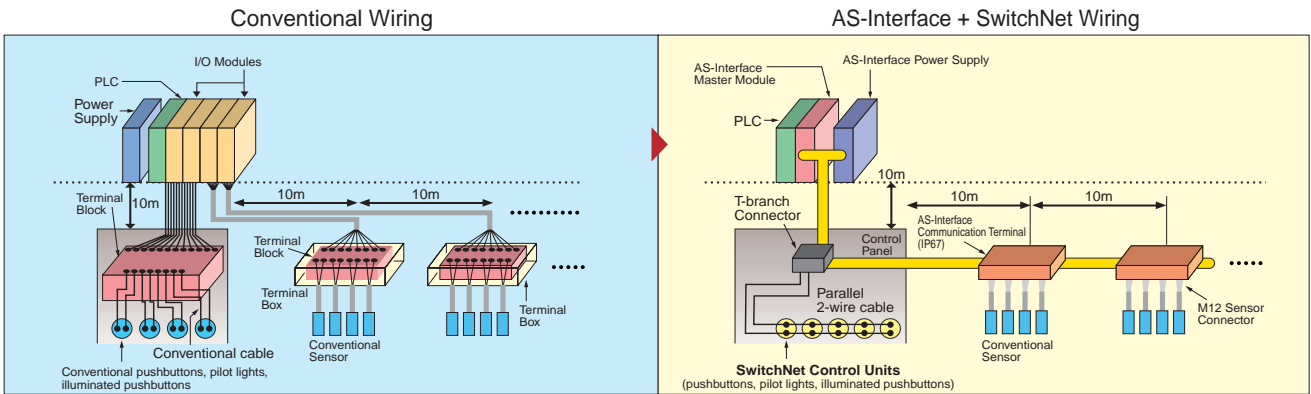 Conventional Wiring
I/O Modules
PLC
Power
Supply
Terminal
Block
10m
10m
10m
Terminal
Block
Terminal
Box
Terminal
Box
Conventional
Sensor
Conventional cable
Conventional pushbuttons, pilot lights,
illuminated pushbuttons
AS-Interface + SwitchNet Wiring
AS-Interface
Master Module
AS-Interface Power Supply
PLC
10m
T-branch
Connector
10m
10m
AS-Interface
Communication Terminal
(IP67)
Control
Panel
Parallel
2-wire cable
M12 Sensor
Connector
Conventional
Sensor
SwitchNet Control Units
(pushbuttons, pilot lights, illuminated pushbuttons)